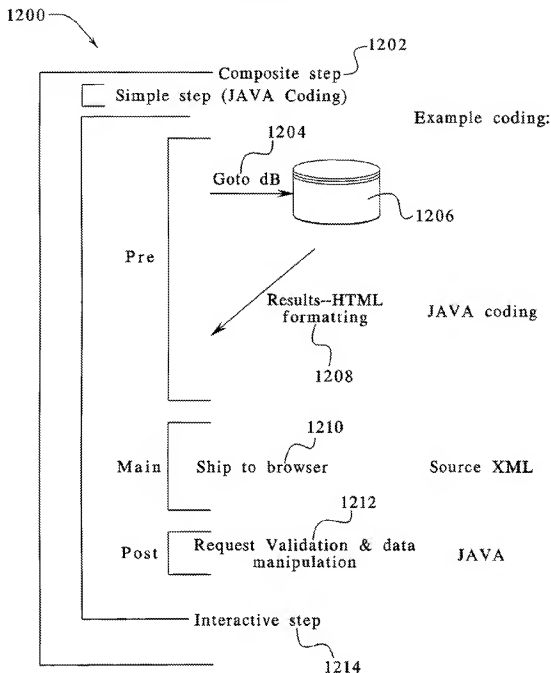 1200
1202
Composite step
Simple step (JAVA Coding)
Example coding:
1204
Goto dB
1206
Pre
Results--HTML
formatting
JAVA coding
1208
1210
Main
Ship to browser
Source XML
1212
Post
Request Validation & data
manipulation
JAVA
Interactive step
1214